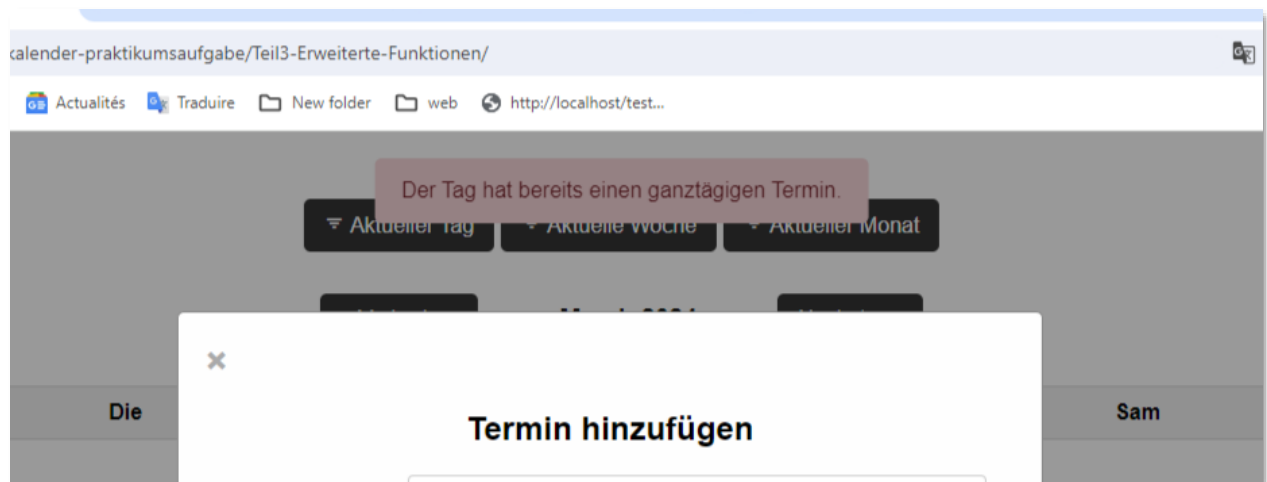 kalender-praktikumsaufgabe/Teil3-Erweiterte-Funktionen/
Actualités Traduire New folder web http://localhost/test...
Der Tag hat bereits einen ganztägigen Termin.
Aktueller Tag Aktuelle Woche Aktueller Monat
Die Sam
Termin hinzufügen